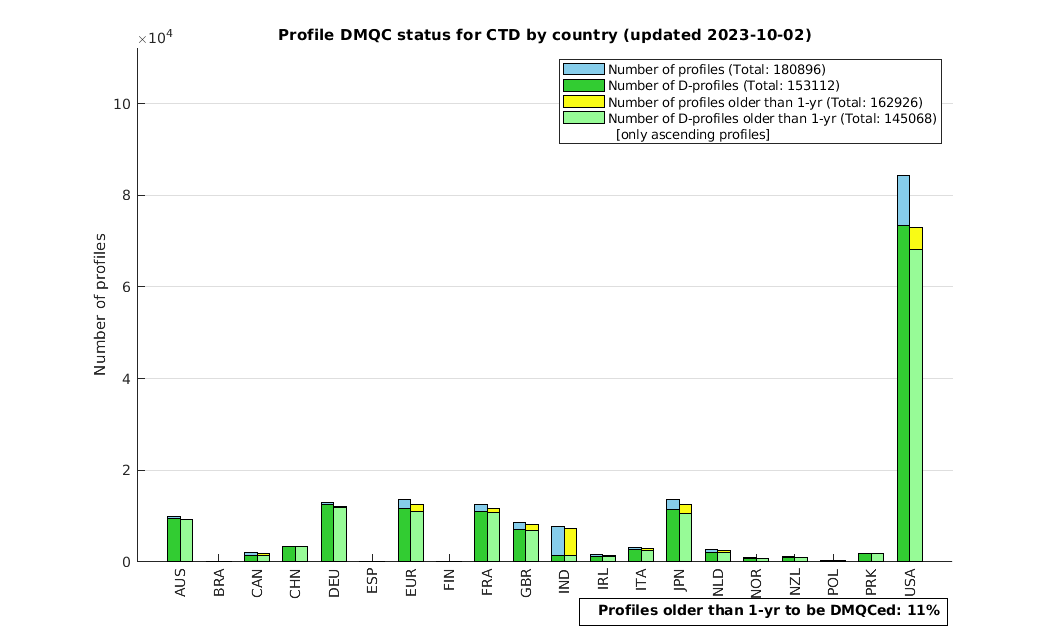 Profile DMQC status for CTD by country (updated 2023-10-02)
×10⁴
Number of profiles (Total: 180896)
Number of D-profiles (Total: 153112)
Number of profiles older than 1-yr (Total: 162926)
Number of D-profiles older than 1-yr (Total: 145068)
[only ascending profiles]
Number of profiles
10
8
6
4
2
0
AUS
BRA
CAN
CHN
DEU
ESP
EUR
FIN
FRA
GBR
IND
IRL
ITA
JPN
NLD
NOR
NZL
POL
PRK
USA
Profiles older than 1-yr to be DMQCed: 11%